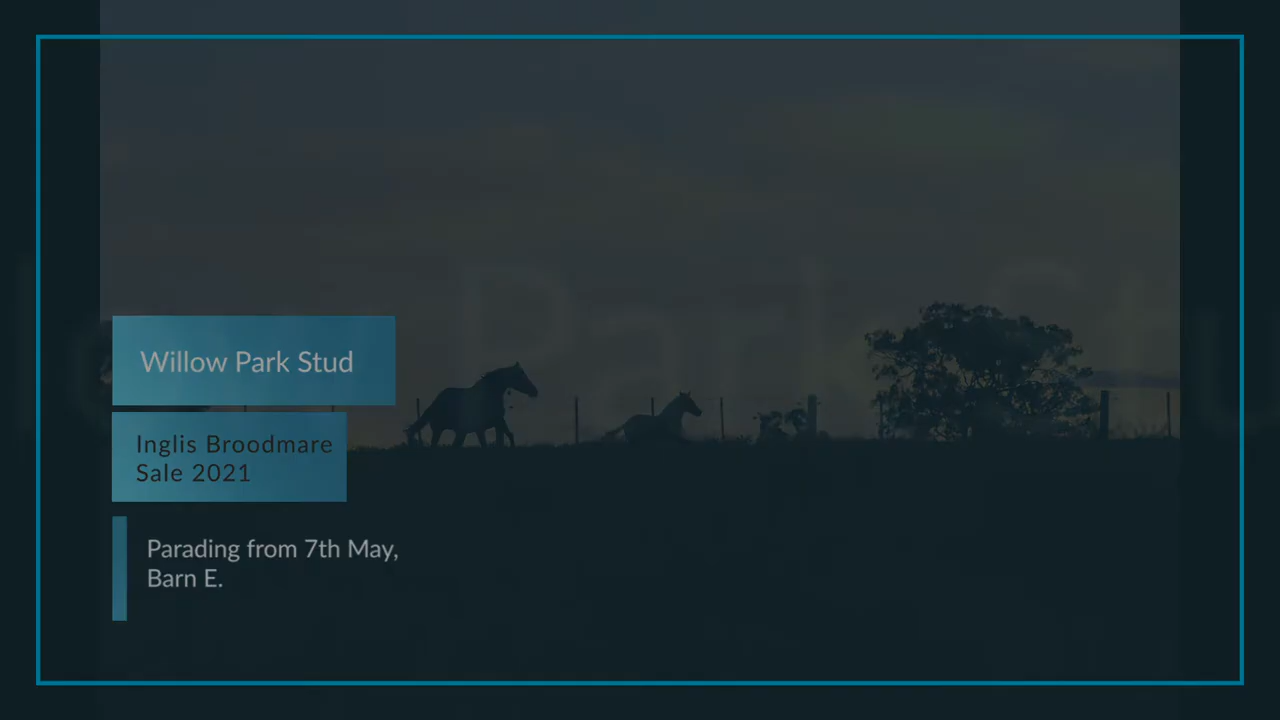 Willow Park Stud
Inglis Broodmare
Sale 2021
Parading from 7th May,
Barn E.